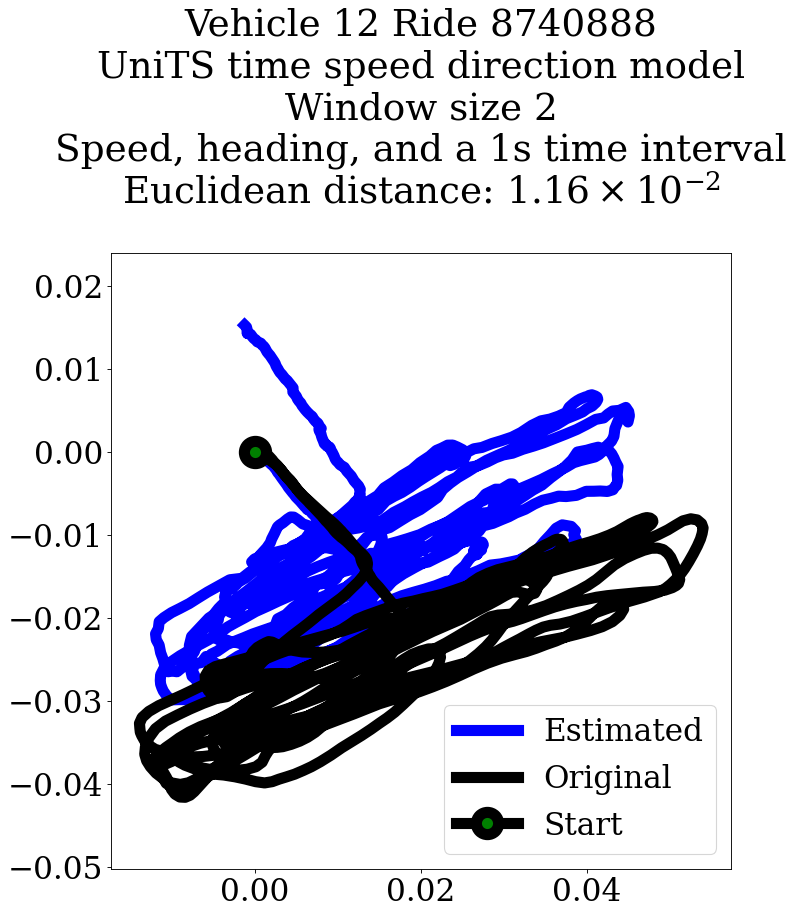 Vehicle 12 Ride 8740888
UniTS time speed direction model
Window size 2
Speed, heading, and a 1s time interval
Euclidean distance: 1.16 × 10⁻²
0.02
0.01
0.00
−0.01
−0.02
−0.03
−0.04
−0.05
0.00 0.02 0.04
Estimated
Original
Start